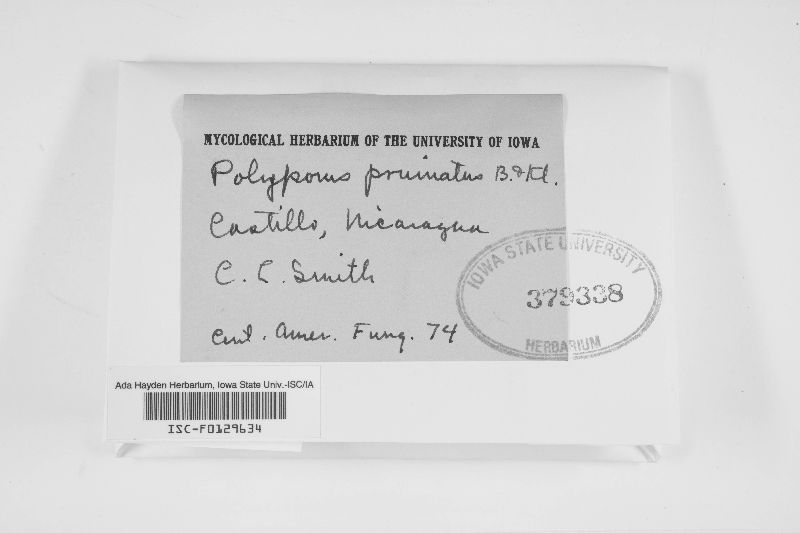 MYCOLOGICAL HERBARIUM OF THE UNIVERSITY OF IOWA
Polyporus pruinatus B.&Kl.
Castillo, Nicaragua
C. L. Smith
Cent. Amer. Fung. 74
IOWA STATE UNIVERSITY
379338
HERBARIUM
Ada Hayden Herbarium, Iowa State Univ.-ISC/IA
ISC-F0129634